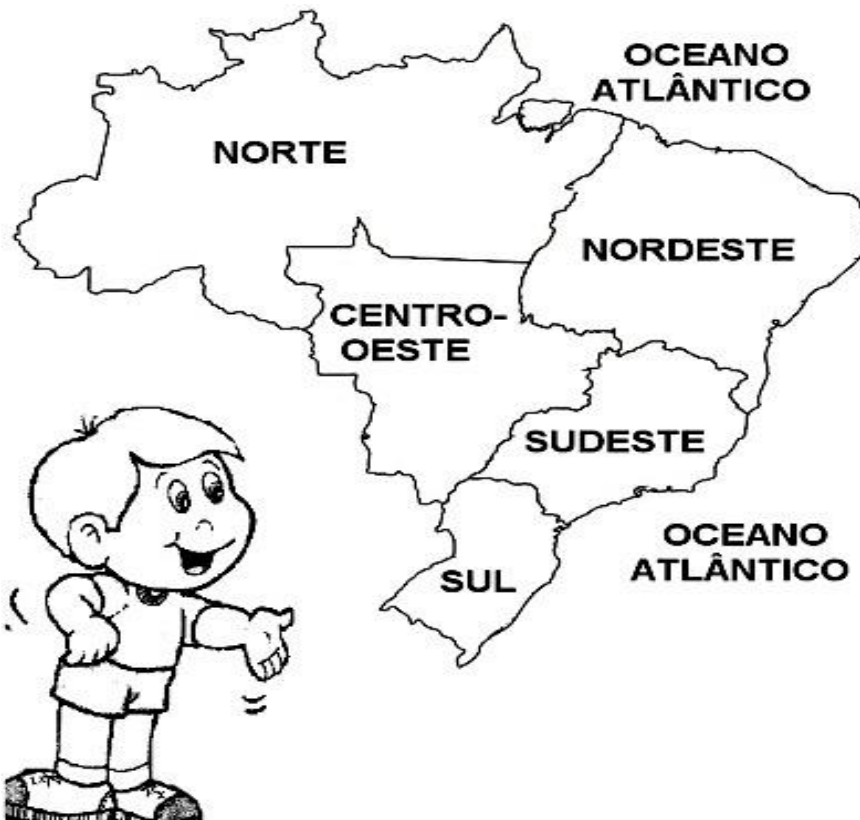 OCEANO
ATLÂNTICO
NORTE
NORDESTE
CENTRO-
OESTE
SUDESTE
OCEANO
ATLÂNTICO
SUL